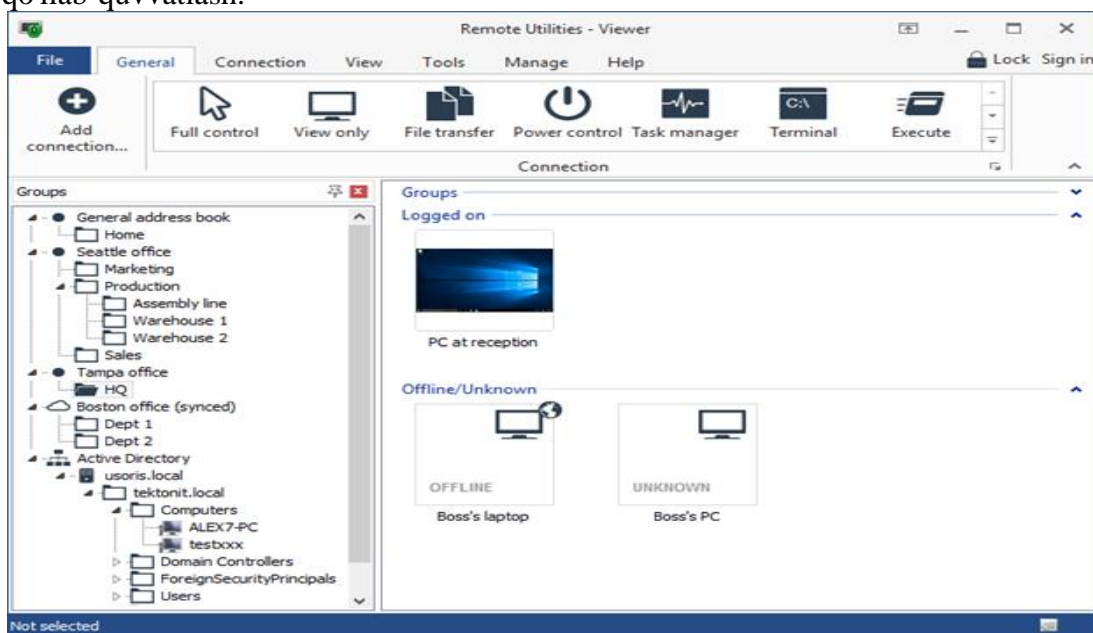 qo'llab-quvvatlash.
Remote Utilities - Viewer
File General Connection View Tools Manage Help Lock Sign in
Add connection...
Full control View only File transfer Power control Task manager Terminal Execute
C:\
Connection
Groups
General address book
Home
Seattle office
Marketing
Production
Assembly line
Warehouse 1
Warehouse 2
Sales
Tampa office
HQ
Boston office (synced)
Dept 1
Dept 2
Active Directory
usoris.local
tektonit.local
Computers
ALEX7-PC
testxxx
Domain Controllers
ForeignSecurityPrincipals
Users
Groups
Logged on
PC at reception
Offline/Unknown
OFFLINE
Boss's laptop
UNKNOWN
Boss's PC
Not selected